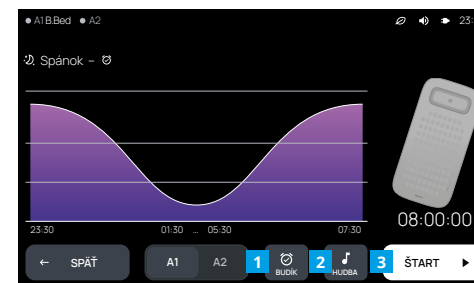 A1 B.Bed A2 23:
Spánok –
08:00:00
23:30 01:30 ... 05:30 07:30
← SPÄŤ A1 A2 1 BUDÍK 2 HUDBA 3 ŠTART